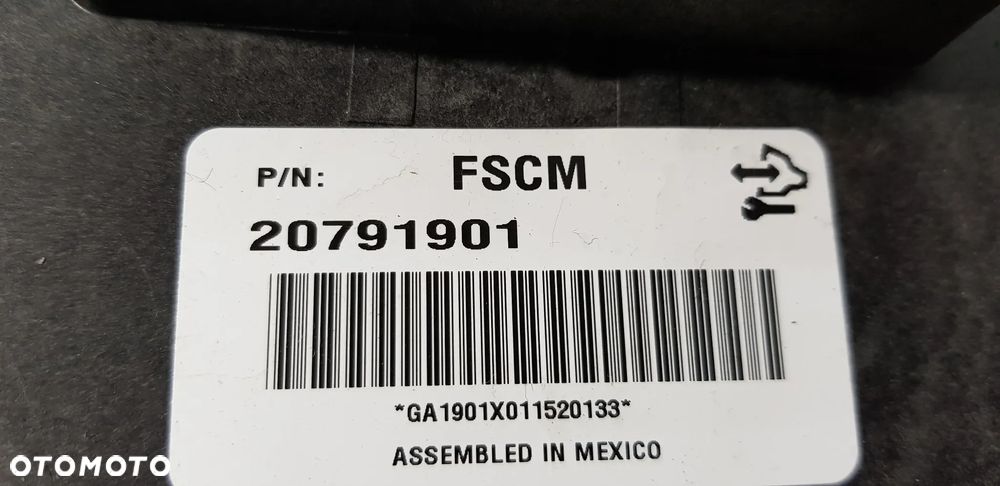 P/N: FSCM
20791901
*GA1901X011520133*
ASSEMBLED IN MEXICO
OTOMOTO